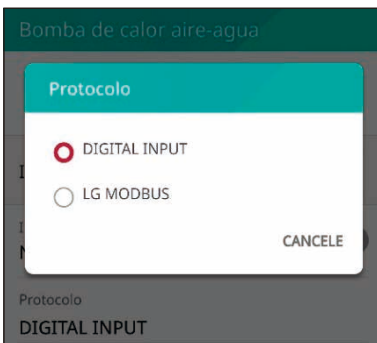 Bomba de calor aire-agua
Protocolo
DIGITAL INPUT
LG MODBUS
CANCELE
Protocolo
DIGITAL INPUT